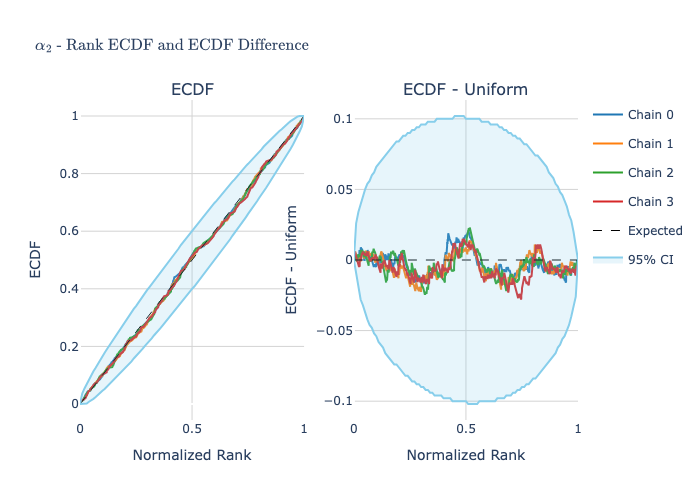 α₂ - Rank ECDF and ECDF Difference
ECDF
ECDF - Uniform
ECDF
1
0.8
0.6
0.4
0.2
0
0
0.5
1
Normalized Rank
ECDF - Uniform
0.1
0.05
0
−0.05
−0.1
0
0.5
1
Normalized Rank
Chain 0
Chain 1
Chain 2
Chain 3
Expected
95% CI